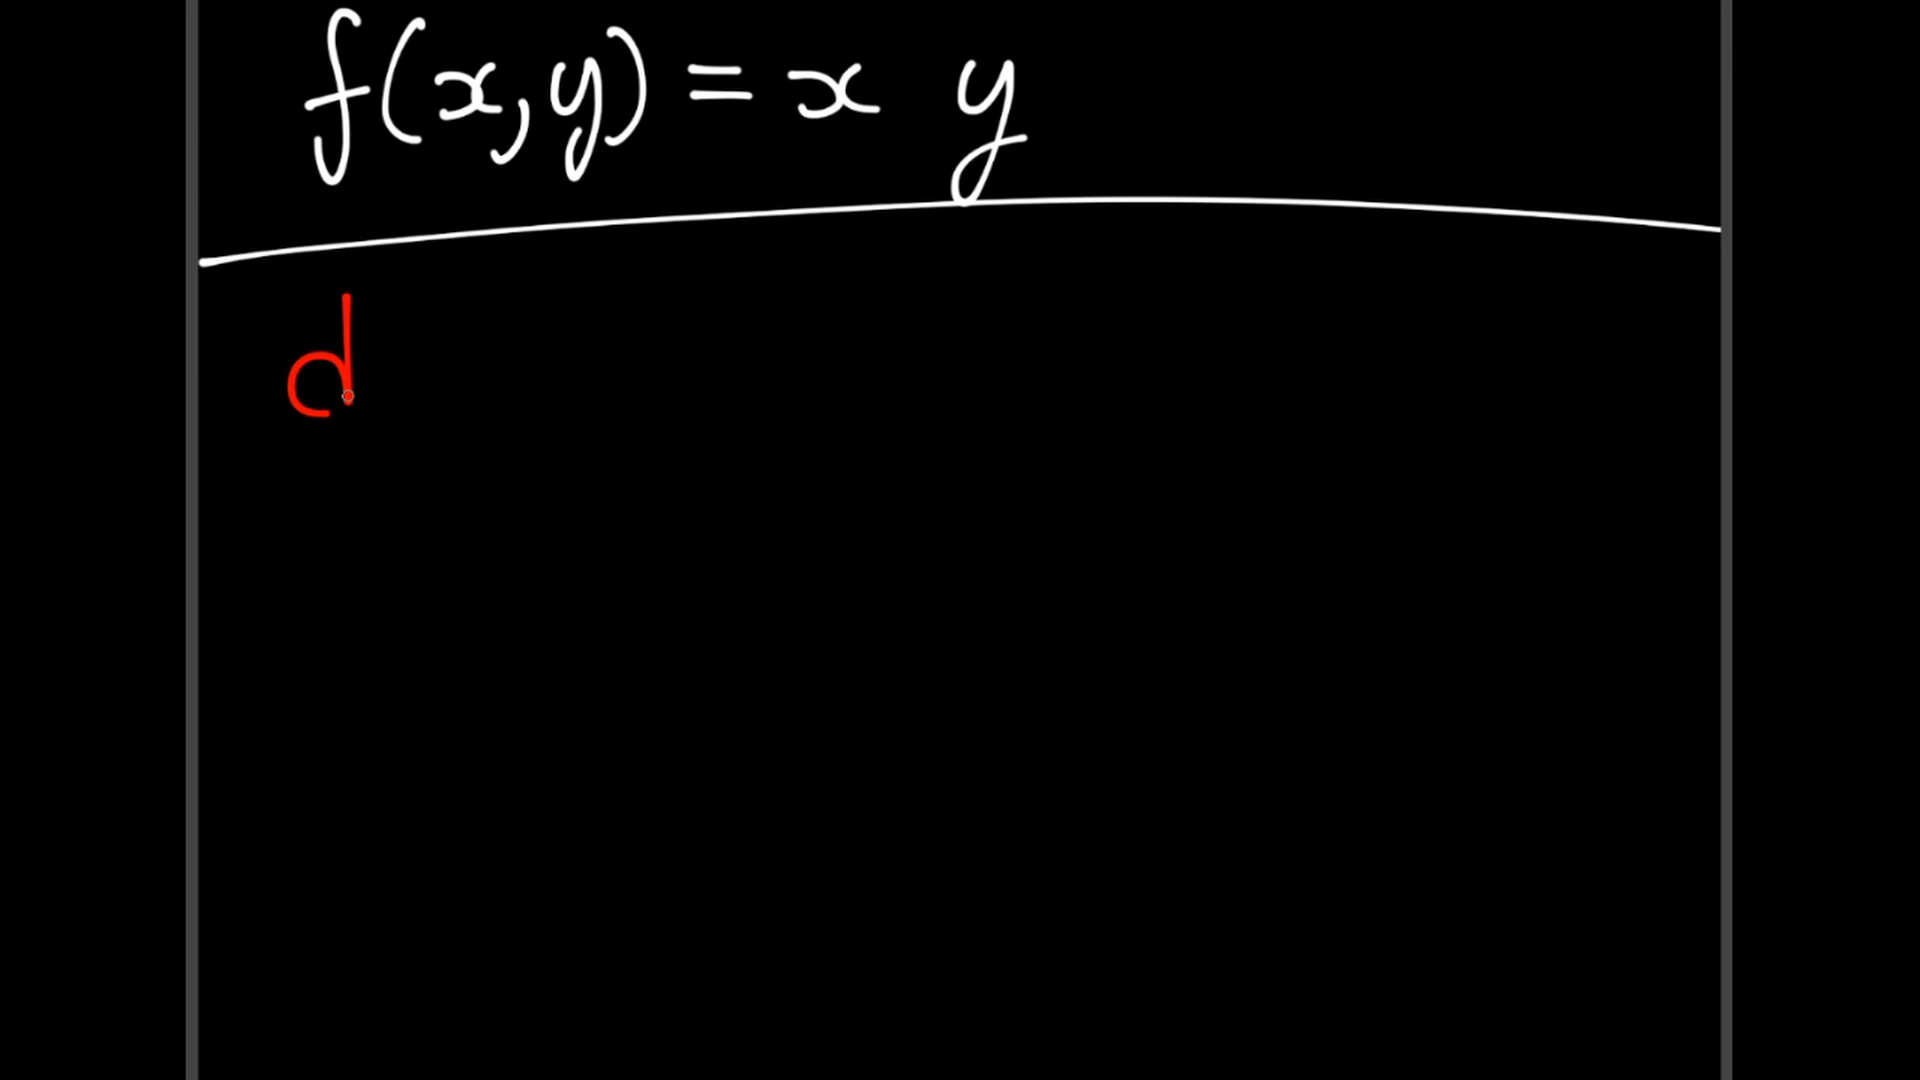 f(x,y) = x y
d